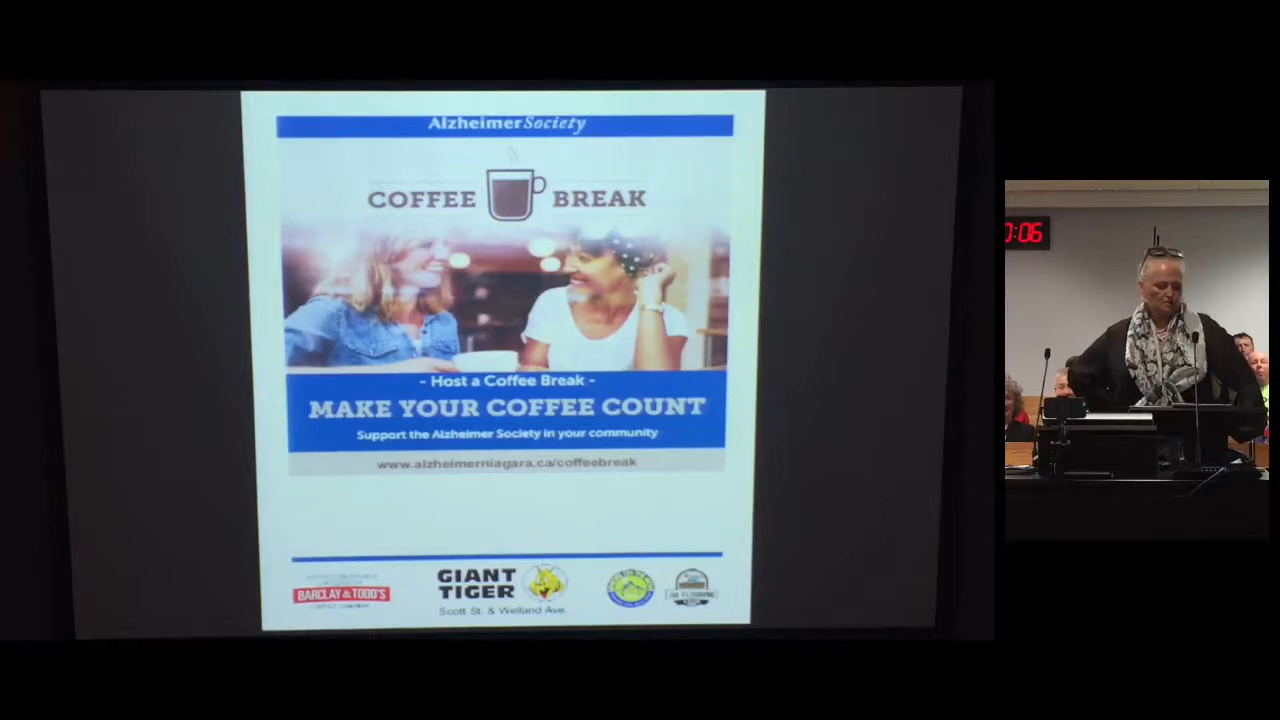 AlzheimerSociety
COFFEE BREAK
- Host a Coffee Break -
MAKE YOUR COFFEE COUNT
Support the Alzheimer Society in your community
www.alzheimerniagara.ca/coffeebreak
BARCLAY & TODD'S
GIANT
TIGER
Scott St. & Welland Ave.
:06